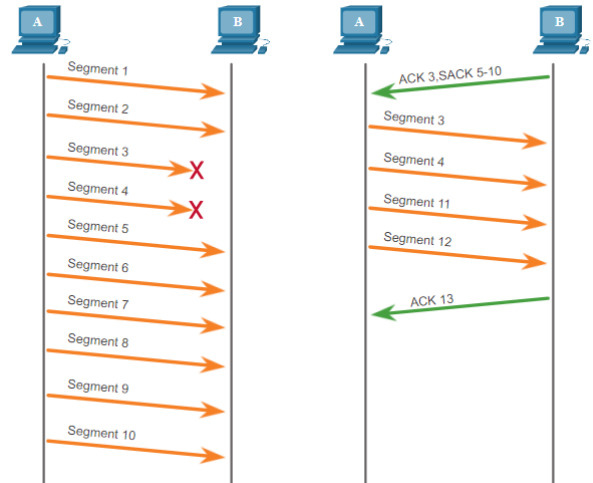 A
B
Segment 1
Segment 2
Segment 3
X
Segment 4
X
Segment 5
Segment 6
Segment 7
Segment 8
Segment 9
Segment 10
A
B
ACK 3,SACK 5-10
Segment 3
Segment 4
Segment 11
Segment 12
ACK 13